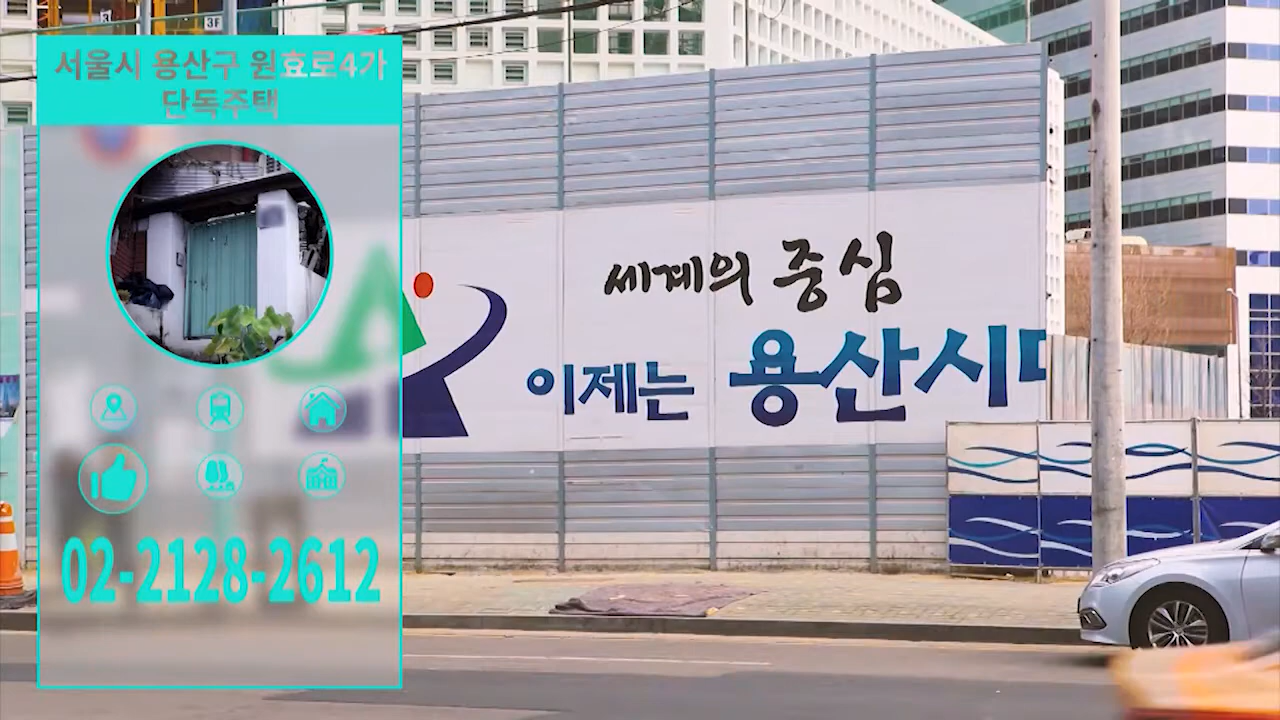 3F
서울시 용산구 원효로4가
단독주택
세계의 중심
이제는 용산시
02-2128-2612